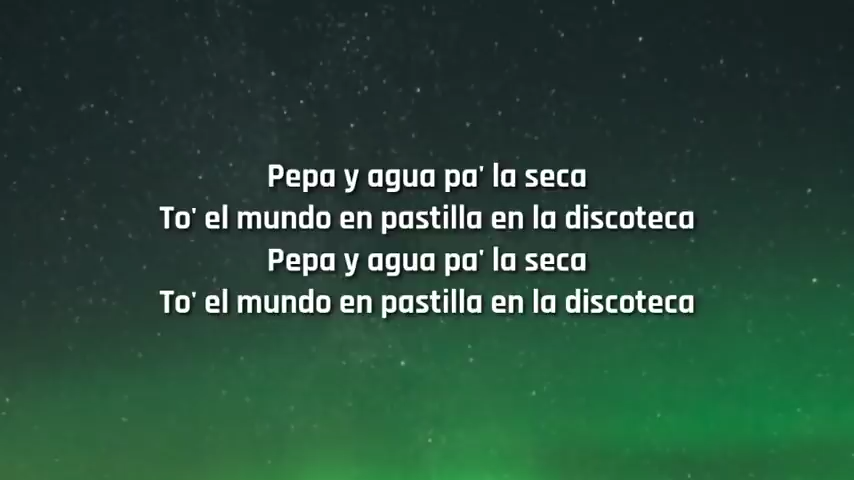 Pepa y agua pa' la seca
To' el mundo en pastilla en la discoteca
Pepa y agua pa' la seca
To' el mundo en pastilla en la discoteca